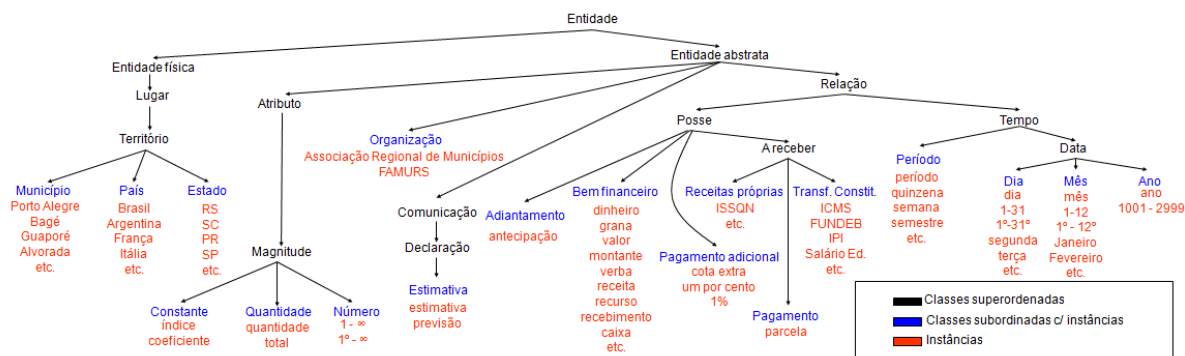 Entidade
Entidade física
Entidade abstrata
Lugar
Atributo
Relação
Território
Organização
Associação Regional de Municípios
FAMURS
Posse
Tempo
A receber
Período
período
quinzena
semana
semestre
etc.
Data
Município
Porto Alegre
Bagé
Guaporé
Alvorada
etc.
País
Brasil
Argentina
França
Itália
etc.
Estado
RS
SC
PR
SP
etc.
Comunicação
Declaração
Adiantamento
antecipação
Bem financeiro
dinheiro
grana
valor
montante
verba
receita
recurso
recebimento
caixa
etc.
Receitas próprias
ISSQN
etc.
Transf. Constit.
ICMS
FUNDEB
IPI
Salário Ed.
etc.
Dia
dia
1-31
1º-31º
segunda
terça
etc.
Mês
mês
1-12
1º - 12º
Janeiro
Fevereiro
etc.
Ano
ano
1001 - 2999
Magnitude
Pagamento adicional
cota extra
um por cento
1%
Estimativa
estimativa
previsão
Constante
índice
coeficiente
Quantidade
quantidade
total
Número
1 - ∞
1º - ∞
Pagamento
parcela
Classes superordenadas
Classes subordinadas c/ instâncias
Instâncias